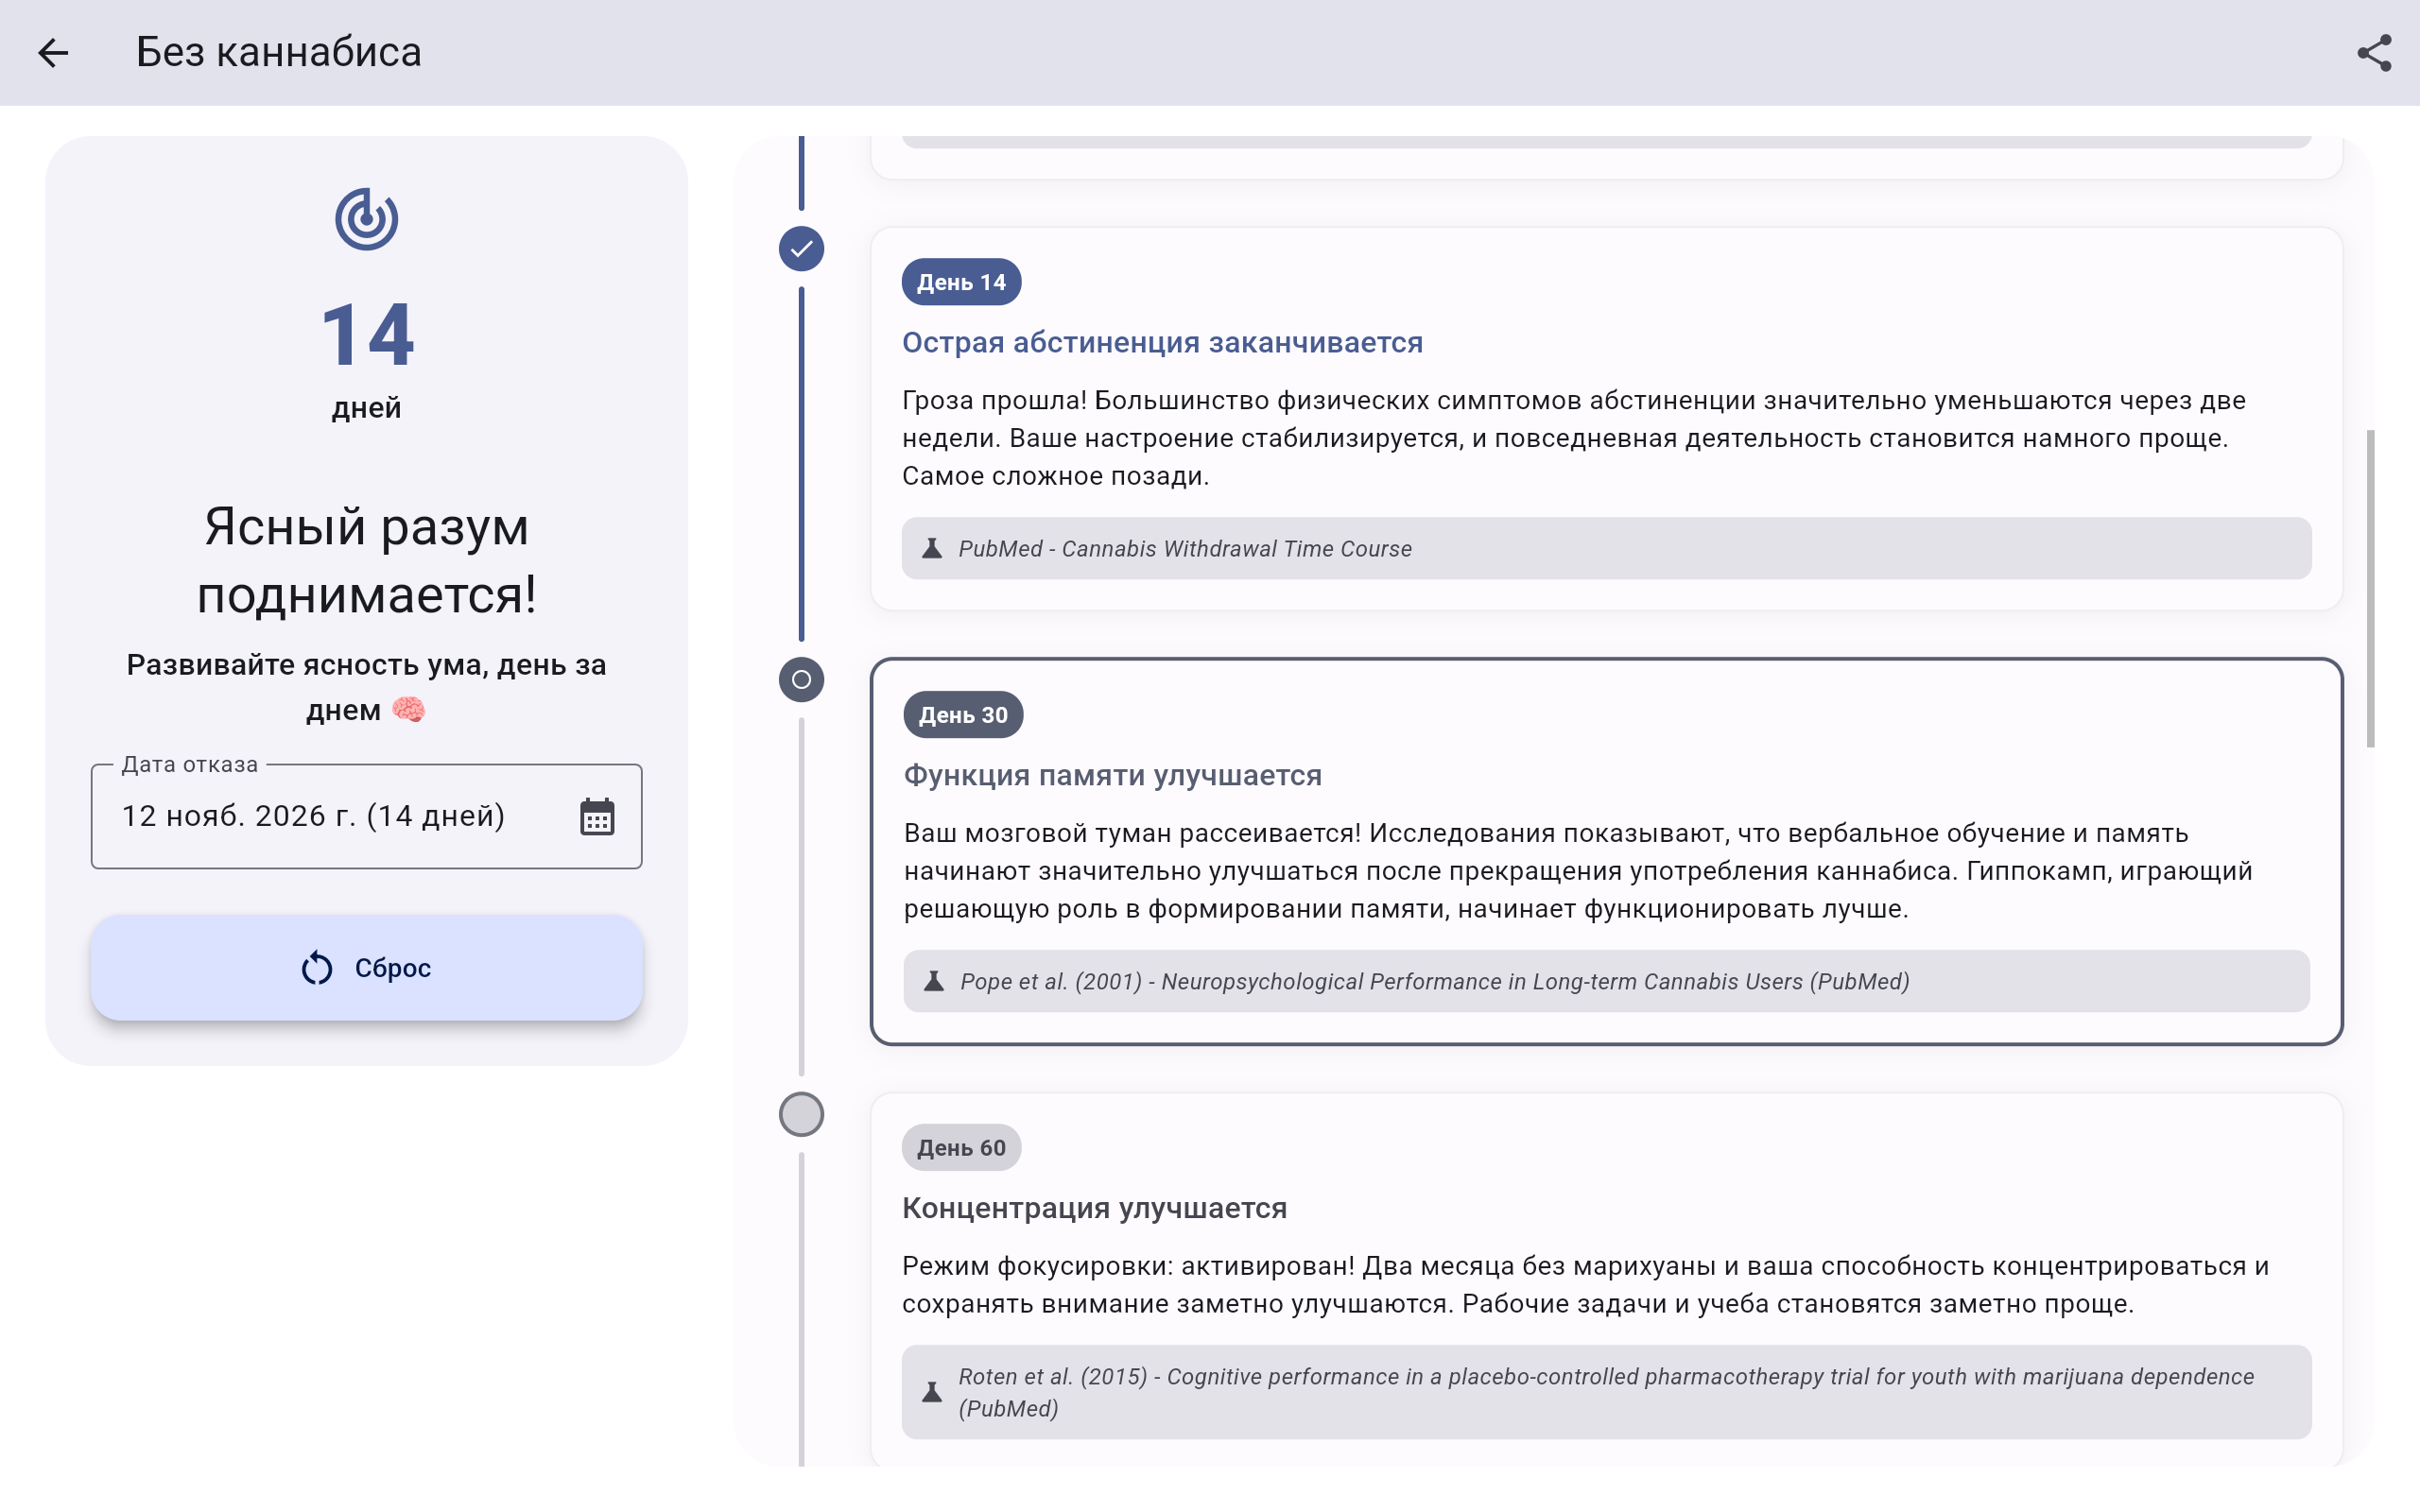 Без каннабиса
14
дней
Ясный разум
поднимается!
Развивайте ясность ума, день за
днем 🧠
Дата отказа
12 нояб. 2026 г. (14 дней)
Сброс
День 14
Острая абстиненция заканчивается
Гроза прошла! Большинство физических симптомов абстиненции значительно уменьшаются через две
недели. Ваше настроение стабилизируется, и повседневная деятельность становится намного проще.
Самое сложное позади.
PubMed - Cannabis Withdrawal Time Course
День 30
Функция памяти улучшается
Ваш мозговой туман рассеивается! Исследования показывают, что вербальное обучение и память
начинают значительно улучшаться после прекращения употребления каннабиса. Гиппокамп, играющий
решающую роль в формировании памяти, начинает функционировать лучше.
Pope et al. (2001) - Neuropsychological Performance in Long-term Cannabis Users (PubMed)
День 60
Концентрация улучшается
Режим фокусировки: активирован! Два месяца без марихуаны и ваша способность концентрироваться и
сохранять внимание заметно улучшаются. Рабочие задачи и учеба становятся заметно проще.
Roten et al. (2015) - Cognitive performance in a placebo-controlled pharmacotherapy trial for youth with marijuana dependence
(PubMed)